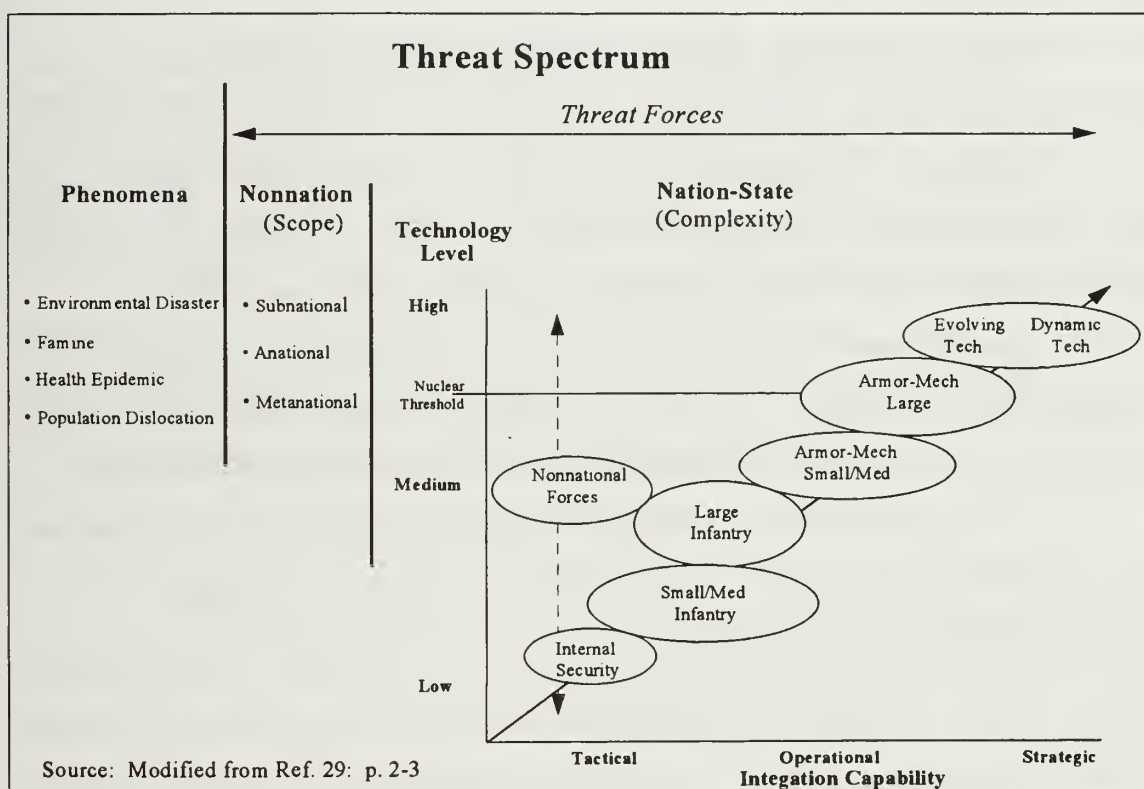 Threat Spectrum
Threat Forces
Phenomena
• Environmental Disaster
• Famine
• Health Epidemic
• Population Dislocation
Nonnation
(Scope)
• Subnational
• Anational
• Metanational
Nation-State
(Complexity)
Technology
Level
High
Nuclear
Threshold
Medium
Low
Evolving Dynamic
Tech Tech
Armor-Mech
Large
Armor-Mech
Small/Med
Nonnational
Forces
Large
Infantry
Small/Med
Infantry
Internal
Security
Tactical Operational Strategic
Integation Capability
Source: Modified from Ref. 29: p. 2-3